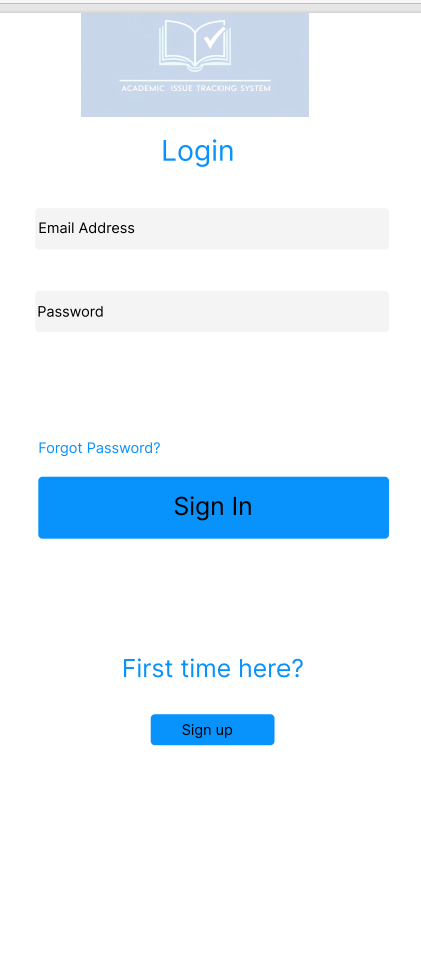 ACADEMIC ISSUE TRACKING SYSTEM
Login
Email Address
Password
Forgot Password?
Sign In
First time here?
Sign up